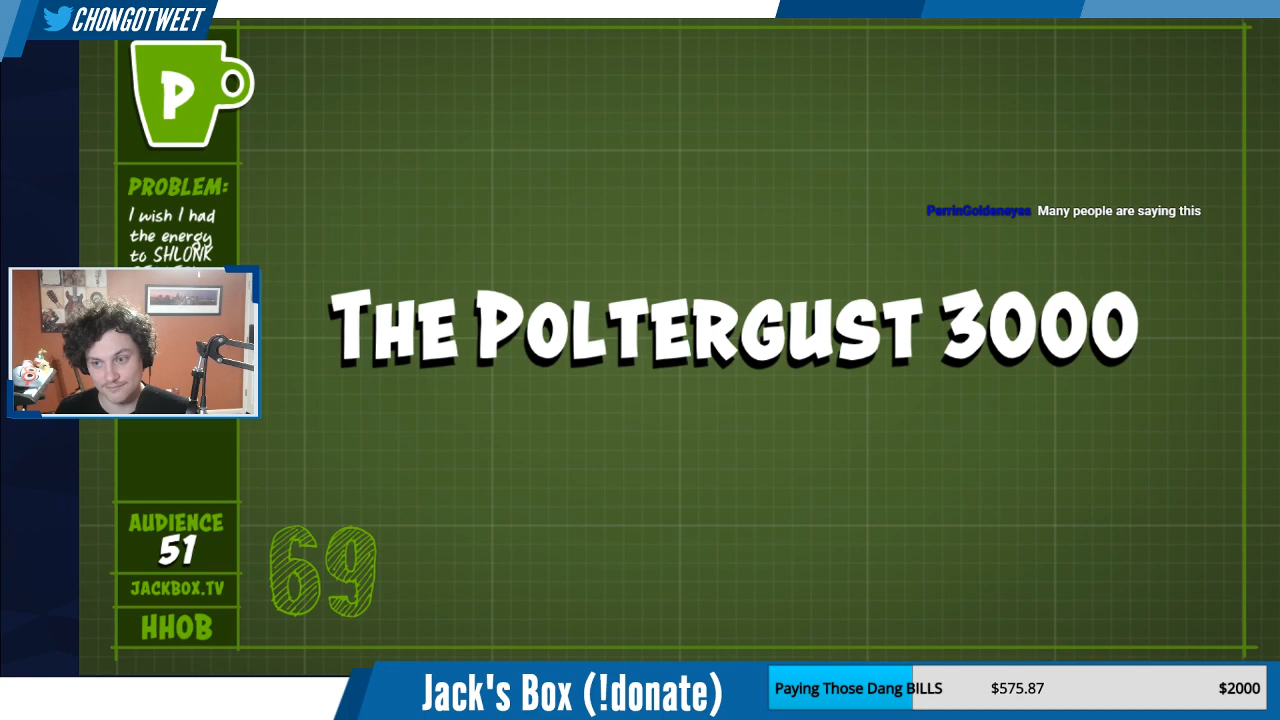 CHONGOTWEET
P
PROBLEM:
I wish I had
the energy
to SHLONK
PerrinGoldeneyes Many people are saying this
THE POLTERGUST 3000
AUDIENCE
51
69
JACKBOX.TV
HHOB
Jack's Box (!donate)
Paying Those Dang BILLS $575.87 $2000